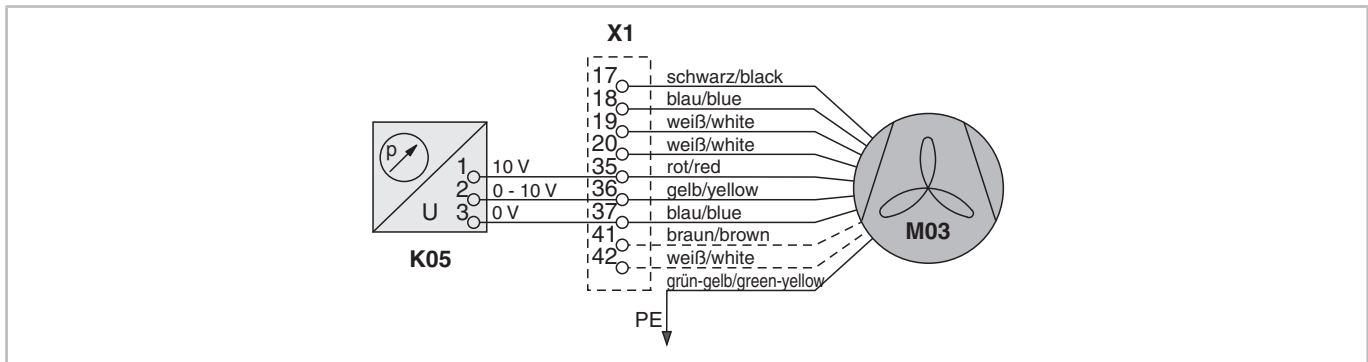 X1
17 schwarz/black
18 blau/blue
19 weiß/white
20 weiß/white
p
1 10 V 35 rot/red
2 0 - 10 V 36 gelb/yellow
U 3 0 V 37 blau/blue
41 braun/brown
42 weiß/white
grün-gelb/green-yellow
M03
K05
PE